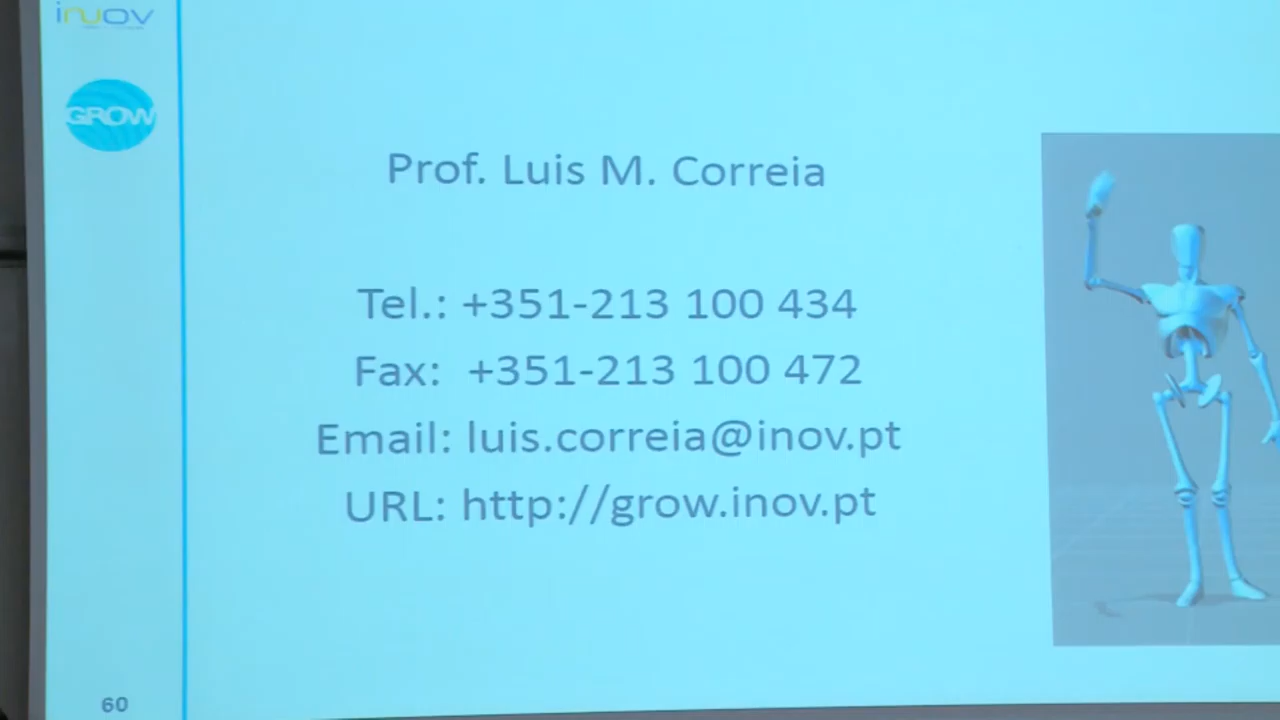 inov
GROW
Prof. Luis M. Correia
Tel.: +351-213 100 434
Fax: +351-213 100 472
Email: luis.correia@inov.pt
URL: http://grow.inov.pt
60